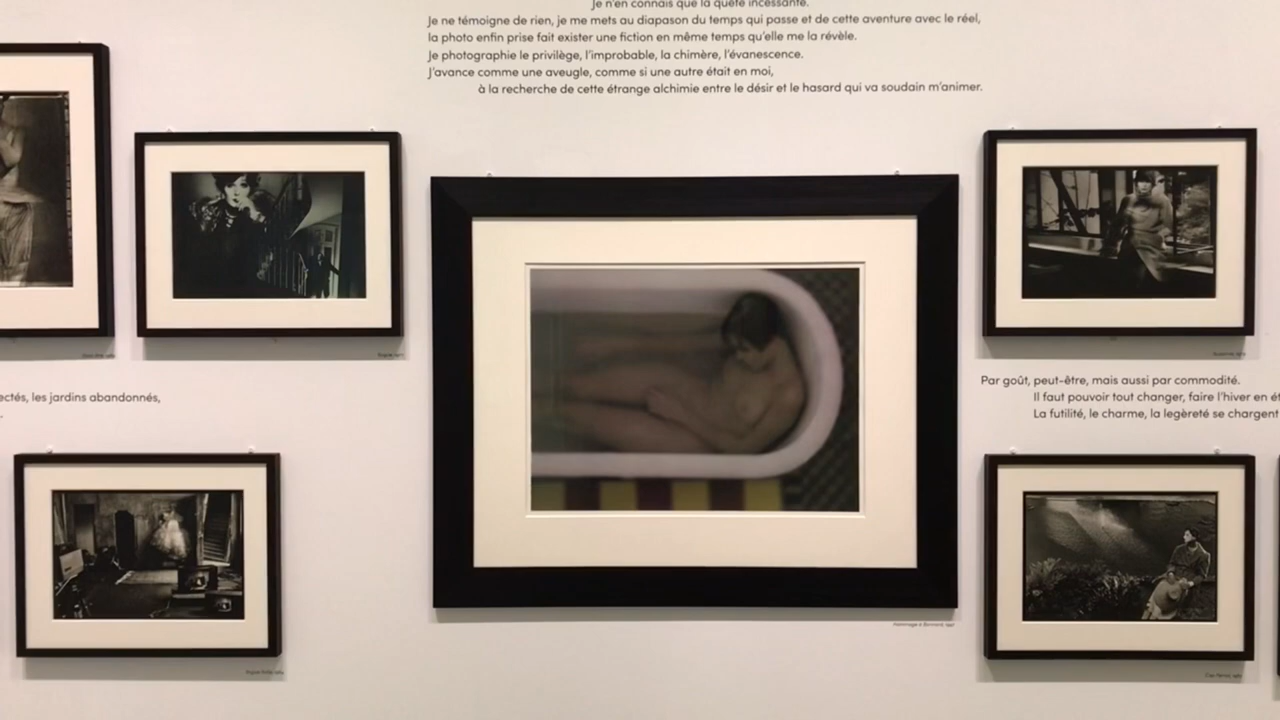 Je n'en connais que la quête incessante.
Je ne témoigne de rien, je me mets au diapason du temps qui passe et de cette aventure avec le réel,
la photo enfin prise fait exister une fiction en même temps qu'elle me la révèle.
Je photographie le privilège, l'improbable, la chimère, l'évanescence.
J'avance comme une aveugle, comme si une autre était en moi,
à la recherche de cette étrange alchimie entre le désir et le hasard qui va soudain m'animer.
Par goût, peut-être, mais aussi par commodité.
Il faut pouvoir tout changer, faire l'hiver en ét
La futilité, le charme, la legèreté se chargent
ectés, les jardins abandonnés,
Hommage à Bonnard,